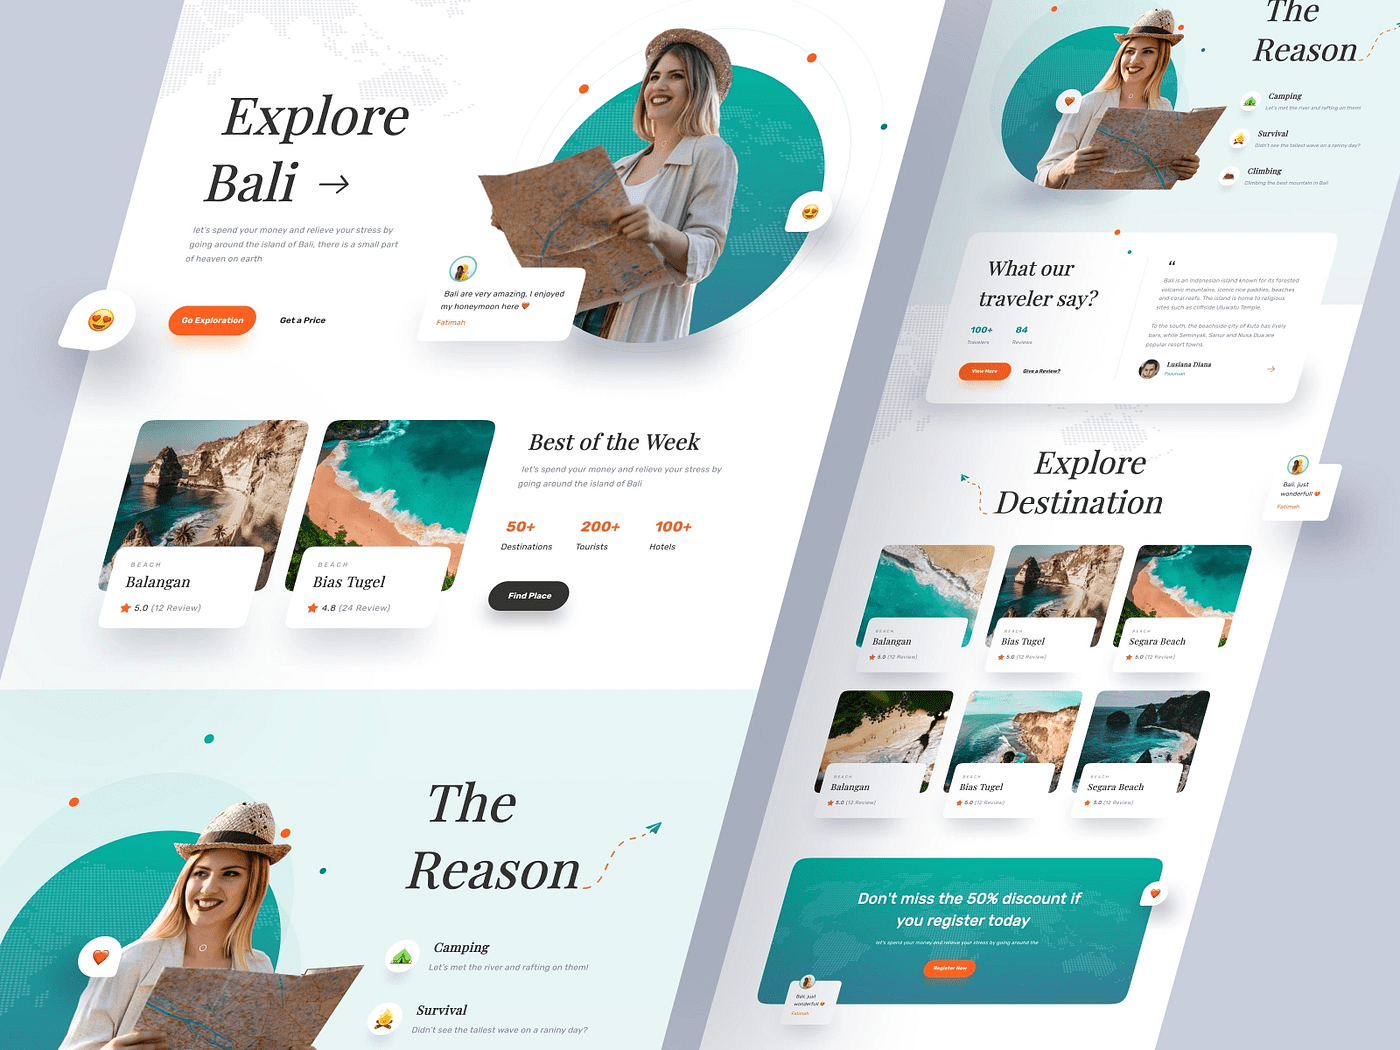 Explore
Bali
let's spend your money and relieve your stress by
going around the island of Bali, there is a small part
of heaven on earth
Go Exploration
Get a Price
Bali are very amazing, I enjoyed
my honeymoon here
Fatimah
BEACH
Balangan
5.0 (12 Review)
BEACH
Bias Tugel
4.8 (24 Review)
Best of the Week
let's spend your money and relieve your stress by
going around the island of Bali
50+
Destinations
200+
Tourists
100+
Hotels
Find Place
The
Reason
Camping
Let's met the river and rafting on them!
Survival
Didn't see the tallest wave on a raniny day?
The
Reason
Camping
Let's met the river and rafting on them!
Survival
Didn't see the tallest wave on a raniny day?
Climbing
Climbing the best mountain in Bali
What our
traveler say?
100+
Travelers
84
Reviews
View More
Give a Review?
“
Bali is an Indonesian island known for its forested
volcanic mountains, iconic rice paddies, beaches
and coral reefs. The island is home to religious
sites such as cliffside Uluwatu Temple.
To the south, the beachside city of Kuta has lively
bars, while Seminyak, Sanur and Nusa Dua are
popular resort towns.
Lusiana Diana
Pasuruan
Explore
Destination
Bali, just
wonderfull
Fatimah
BEACH
Balangan
5.0 (12 Review)
BEACH
Bias Tugel
5.0 (12 Review)
BEACH
Segara Beach
5.0 (12 Review)
BEACH
Balangan
5.0 (12 Review)
BEACH
Bias Tugel
5.0 (12 Review)
BEACH
Segara Beach
5.0 (12 Review)
Don't miss the 50% discount if
you register today
let's spend your money and relieve your stress by going around the
Register Now
Bali, just
wonderfull
Fatimah